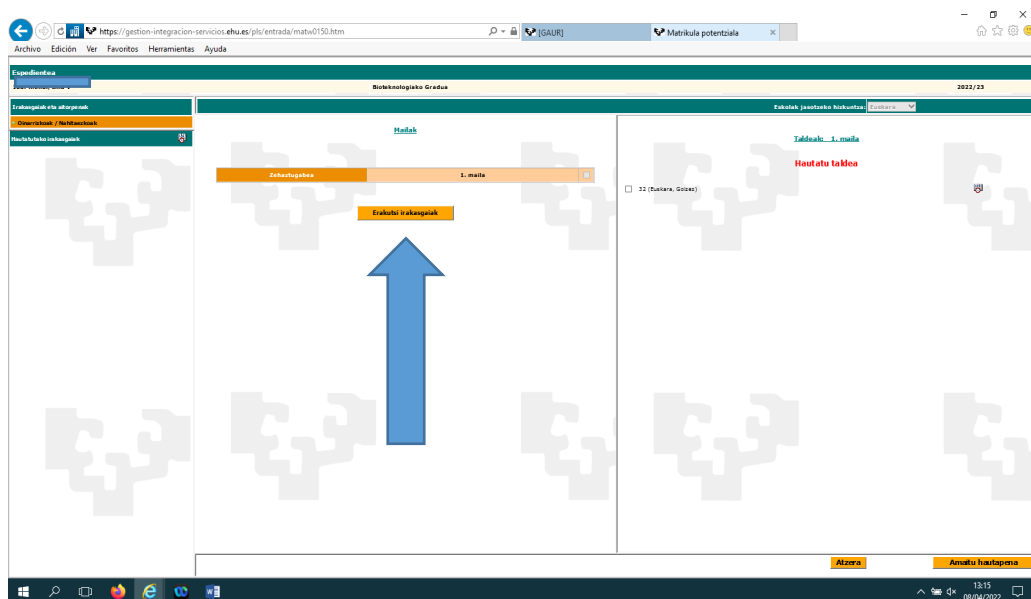 https://gestion-integracion-servicios.ehu.es/pls/entrada/matw0150.htm
[GAUR]
Matrikula potentziala
Archivo Edición Ver Favoritos Herramientas Ayuda
Espedientea
Bioteknologiako Gradua 2022/23
Irakasgaiak eta aitorpenak
Eskolak jasotzeko hizkuntza: Euskara
Oinarrizkoak / Nahitaezkoak
Hautatutako irakasgaiak
Mailak
Zehaztugabea 1. maila
Erakutsi irakasgaiak
Taldeak: 1. maila
Hautatu taldea
32 (Euskara, Goizez)
Atzera
Amaitu hautapena
13:15
08/04/2022